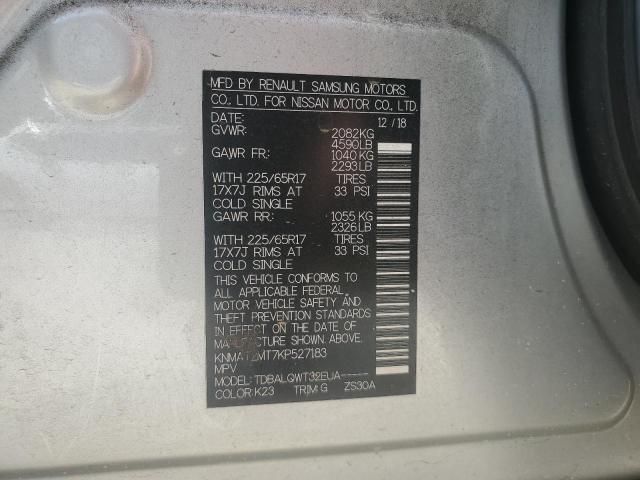 MFD BY RENAULT SAMSUNG MOTORS
CO., LTD. FOR NISSAN MOTOR CO., LTD.
DATE: 12 / 18
GVWR: 2082KG
4590LB
GAWR FR: 1040 KG
2293 LB
WITH 225/65R17 TIRES
17X7J RIMS AT 33 PSI
COLD SINGLE
GAWR RR: 1055 KG
2326 LB
WITH 225/65R17 TIRES
17X7J RIMS AT 33 PSI
COLD SINGLE
THIS VEHICLE CONFORMS TO
ALL APPLICABLE FEDERAL
MOTOR VEHICLE SAFETY AND
THEFT PREVENTION STANDARDS
IN EFFECT ON THE DATE OF
MANUFACTURE SHOWN ABOVE.
KNMAT2MT7KP527183
MPV
MODEL: TDBALQWT32EUA-----
COLOR: K23 TRIM: G ZS30A